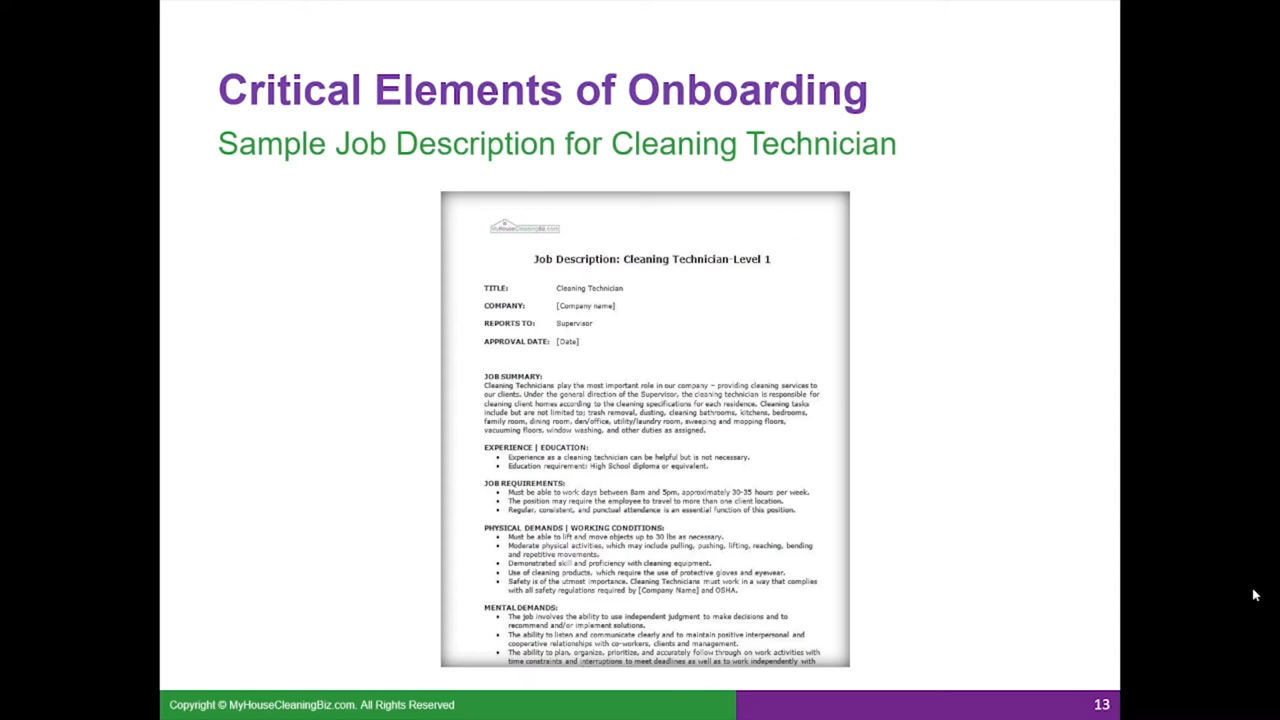 Critical Elements of Onboarding
Sample Job Description for Cleaning Technician
MyHouseCleaningBiz.com
Job Description: Cleaning Technician-Level 1
TITLE: Cleaning Technician
COMPANY: [Company name]
REPORTS TO: Supervisor
APPROVAL DATE: [Data]
JOB SUMMARY:
Cleaning Technicians play the most important role in our company – providing cleaning services to
our clients. Under the general direction of the Supervisor, the cleaning technician is responsible for
cleaning client homes according to the cleaning specifications for each residence. Cleaning tasks
include but are not limited to; trash removal, dusting, cleaning bathrooms, kitchens, bedrooms,
family room, dining room, den/office, utility/laundry room, sweeping and mopping floors,
vacuuming floors, window washing, and other duties as assigned.
EXPERIENCE | EDUCATION:
• Experience as a cleaning technician can be helpful but is not necessary.
• Education requirement: High School diploma or equivalent.
JOB REQUIREMENTS:
• Must be able to work days between 8am and 5pm, approximately 30-35 hours per week.
• The position may require the employee to travel to more than one client location.
• Regular, consistent, and punctual attendance is an essential function of this position.
PHYSICAL DEMANDS | WORKING CONDITIONS:
• Must be able to lift and move objects up to 30 lbs as necessary.
• Moderate physical activities, which may include pulling, pushing, lifting, reaching, bending
and repetitive movements.
• Demonstrated skill and proficiency with cleaning equipment.
• Use of cleaning products, which require the use of protective gloves and eyewear.
• Safety is of the utmost importance. Cleaning Technicians must work in a way that complies
with all safety regulations required by [Company Name] and OSHA.
MENTAL DEMANDS:
• The job involves the ability to use independent judgment to make decisions and to
recommend and/or implement solutions.
• The ability to listen and communicate clearly and to maintain positive interpersonal and
cooperative relationships with co-workers, clients and management.
• The ability to plan, organize, prioritize, and accurately follow through on work activities with
time constraints and interruptions to meet deadlines as well as to work independently with
Copyright © MyHouseCleaningBiz.com. All Rights Reserved
13